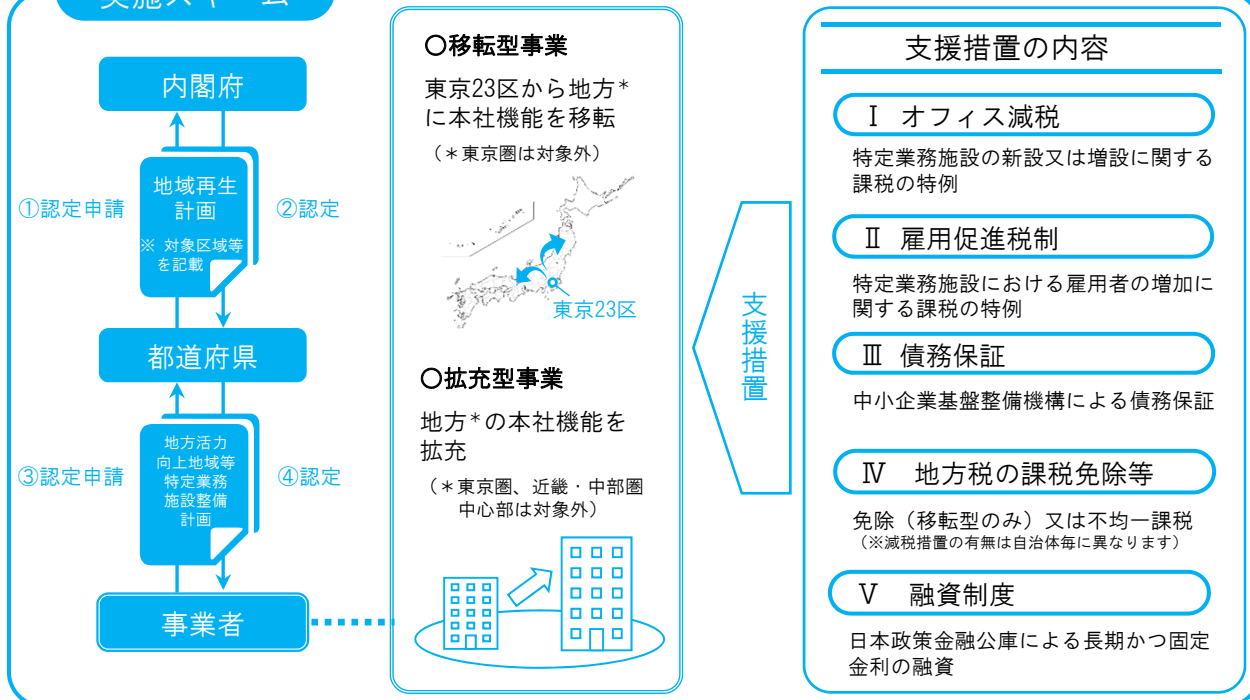 実施スキーム
内閣府
①認定申請
地域再生
計画
※ 対象区域等
を記載
②認定
都道府県
③認定申請
地方活力
向上地域等
特定業務
施設整備
計画
④認定
事業者
〇移転型事業
東京23区から地方*
に本社機能を移転
（＊東京圏は対象外）
東京23区
〇拡充型事業
地方*の本社機能を
拡充
（＊東京圏、近畿・中部圏
中心部は対象外）
支援措置
支援措置の内容
Ⅰ オフィス減税
特定業務施設の新設又は増設に関する
課税の特例
Ⅱ 雇用促進税制
特定業務施設における雇用者の増加に
関する課税の特例
Ⅲ 債務保証
中小企業基盤整備機構による債務保証
Ⅳ 地方税の課税免除等
免除（移転型のみ）又は不均一課税
（※減税措置の有無は自治体毎に異なります）
Ⅴ 融資制度
日本政策金融公庫による長期かつ固定
金利の融資